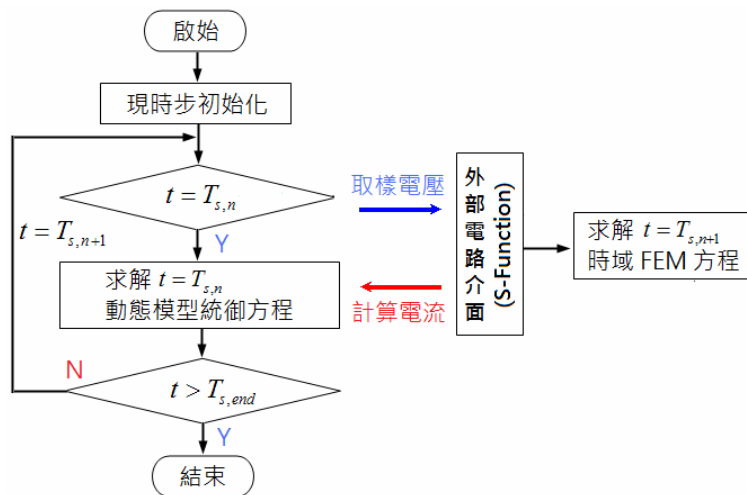 啟始
現時步初始化
t = T_{s,n}
Y
t = T_{s,n+1}
求解 t = T_{s,n}
動態模型統御方程
N
t > T_{s,end}
Y
結束
取樣電壓
計算電流
外部電路介面
(S-Function)
求解 t = T_{s,n+1}
時域 FEM 方程